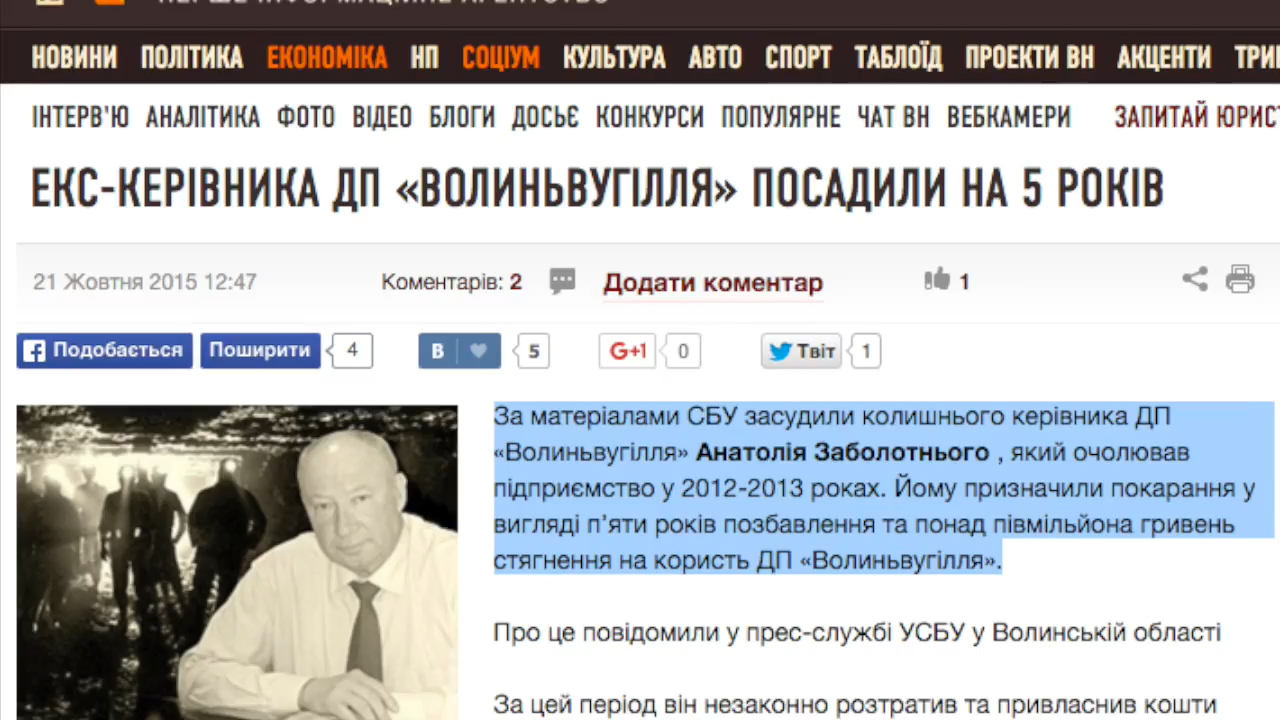 ПЕРШЕ ІНФОРМАЦІЙНЕ АГЕНТСТВО
НОВИНИ ПОЛІТИКА ЕКОНОМІКА НП СОЦІУМ КУЛЬТУРА АВТО СПОРТ ТАБЛОЇД ПРОЕКТИ ВН АКЦЕНТИ
ІНТЕРВ'Ю АНАЛІТИКА ФОТО ВІДЕО БЛОГИ ДОСЬЄ КОНКУРСИ ПОПУЛЯРНЕ ЧАТ ВН ВЕБКАМЕРИ ЗАПИТАЙ
ЕКС-КЕРІВНИКА ДП «ВОЛИНЬВУГІЛЛЯ» ПОСАДИЛИ НА 5 РОКІВ
21 Жовтня 2015 12:47 Коментарів: 2 Додати коментар 1
Подобається Поширити 4 В 5 G+1 0 Твіт 1
За матеріалами СБУ засудили колишнього керівника ДП
«Волиньвугілля» Анатолія Заболотнього , який очолював
підприємство у 2012-2013 роках. Йому призначили покарання у
вигляді п’яти років позбавлення та понад півмільйона гривень
стягнення на користь ДП «Волиньвугілля».
Про це повідомили у прес-службі УСБУ у Волинській області
За цей період він незаконно розтратив та привласнив кошти